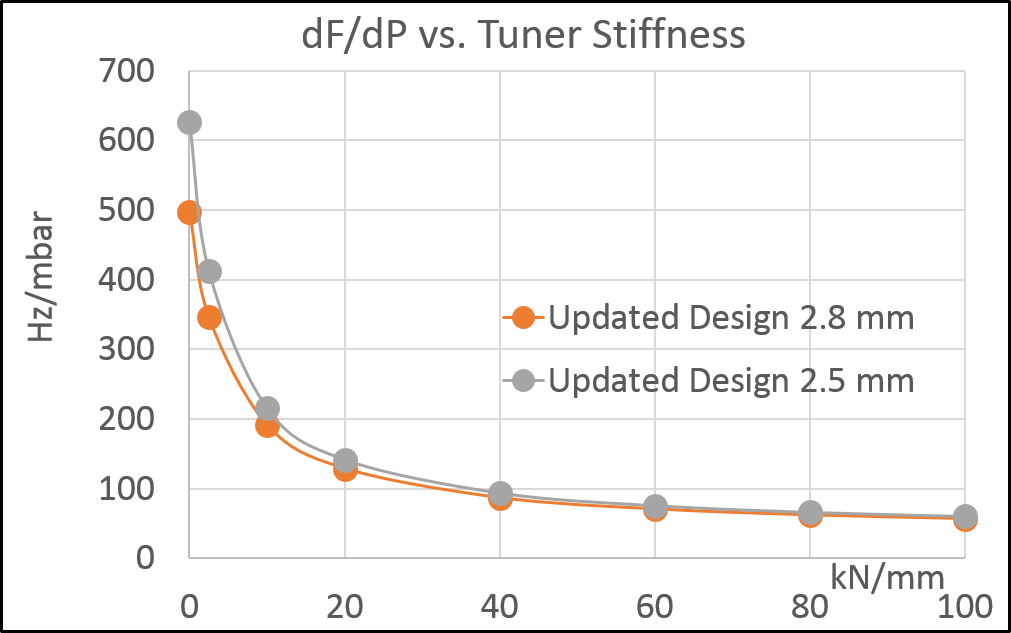 dF/dP vs. Tuner Stiffness
700
600
500
400
300
200
100
0
Hz/mbar
Updated Design 2.8 mm
Updated Design 2.5 mm
kN/mm
0 20 40 60 80 100